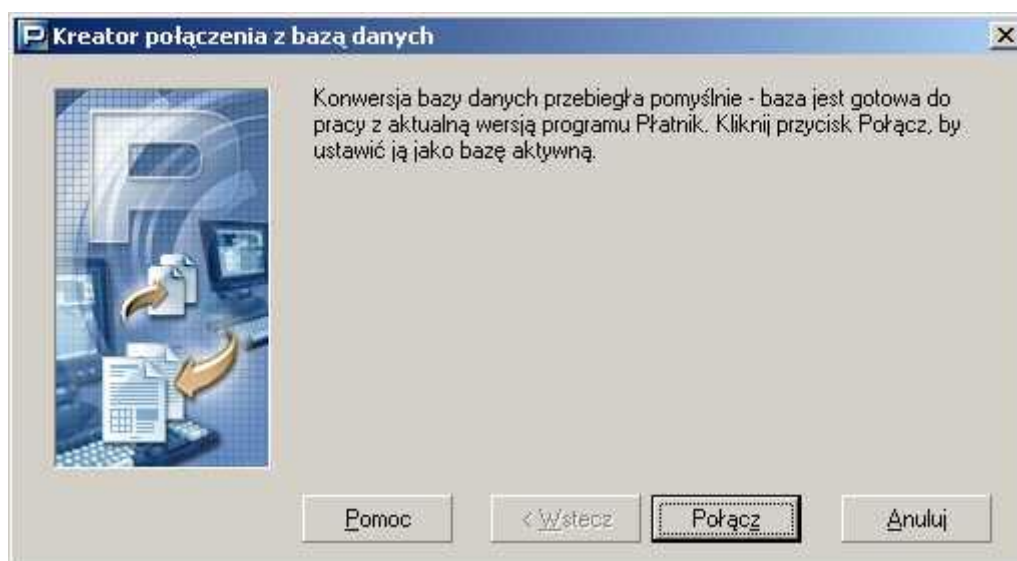 Kreator połączenia z bazą danych
Konwersja bazy danych przebiegła pomyślnie - baza jest gotowa do
pracy z aktualną wersją programu Płatnik. Kliknij przycisk Połącz, by
ustawić ją jako bazę aktywną.
Pomoc
< Wstecz
Połącz
Anuluj